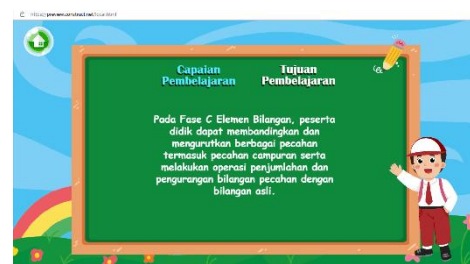 Capaian Pembelajaran
Tujuan Pembelajaran
Pada Fase C Elemen Bilangan, peserta
didik dapat membandingkan dan
mengurutkan berbagai pecahan
termasuk pecahan campuran serta
melakukan operasi penjumlahan dan
pengurangan bilangan pecahan dengan
bilangan asli.